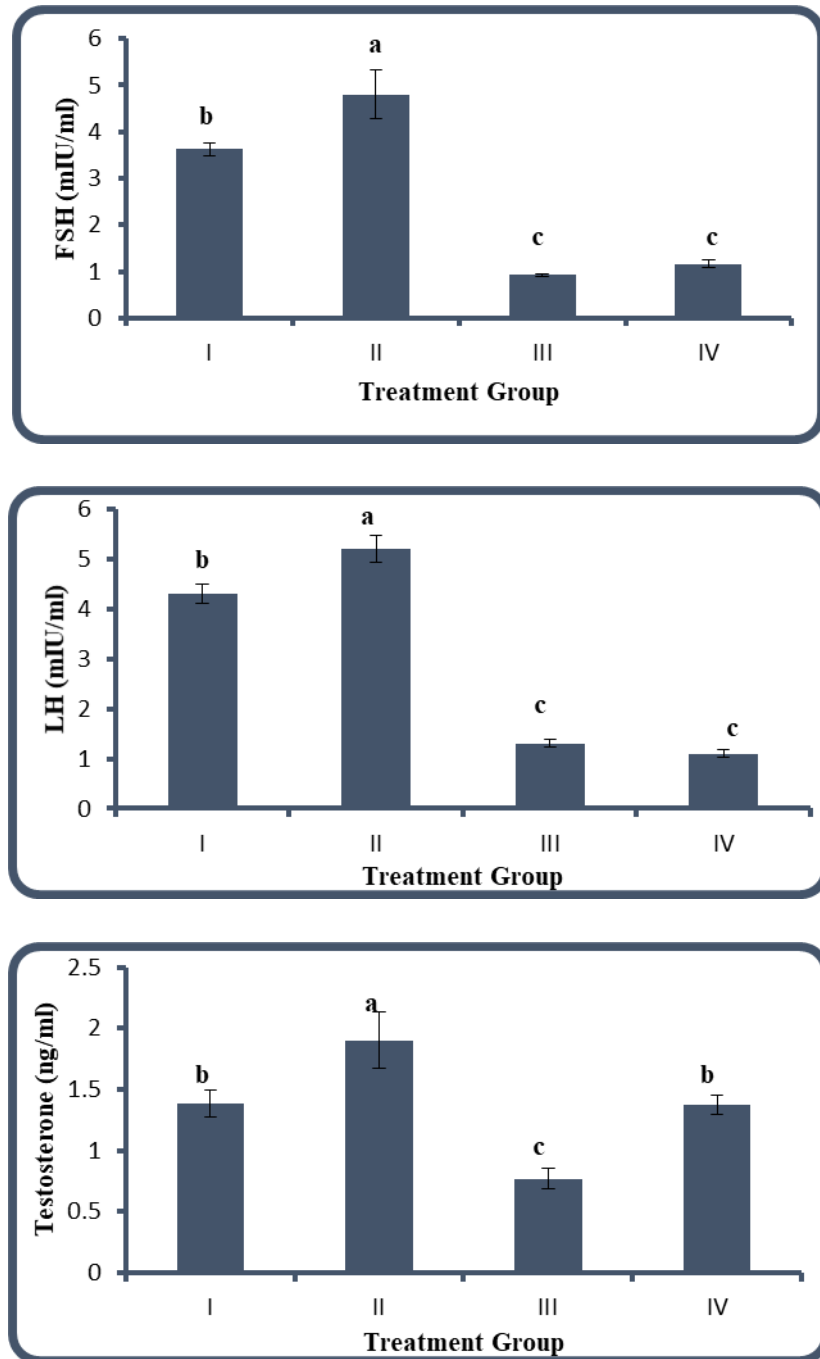 FSH (mIU/ml)
6
5
4
3
2
1
0
b
a
c
c
I II III IV
Treatment Group
LH (mIU/ml)
6
5
4
3
2
1
0
b
a
c
c
I II III IV
Treatment Group
Testosterone (ng/ml)
2.5
2
1.5
1
0.5
0
b
a
c
b
I II III IV
Treatment Group